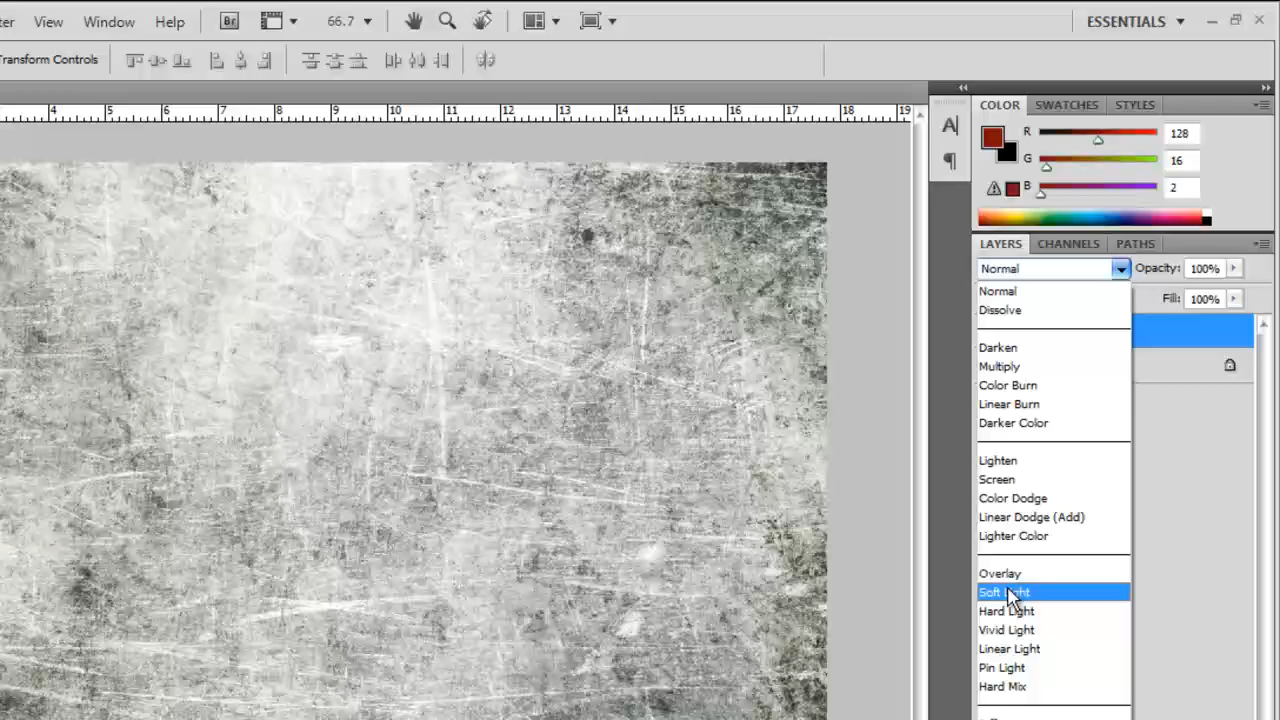 ter View Window Help Br 66.7 ESSENTIALS
Transform Controls
4 5 6 7 8 9 10 11 12 13 14 15 16 17 18 19
COLOR SWATCHES STYLES
A
R 128
G 16
B 2
LAYERS CHANNELS PATHS
Normal Opacity: 100%
Normal
Fill: 100%
Dissolve
Darken
Multiply
Color Burn
Linear Burn
Darker Color
Lighten
Screen
Color Dodge
Linear Dodge (Add)
Lighter Color
Overlay
Soft Light
Hard Light
Vivid Light
Linear Light
Pin Light
Hard Mix